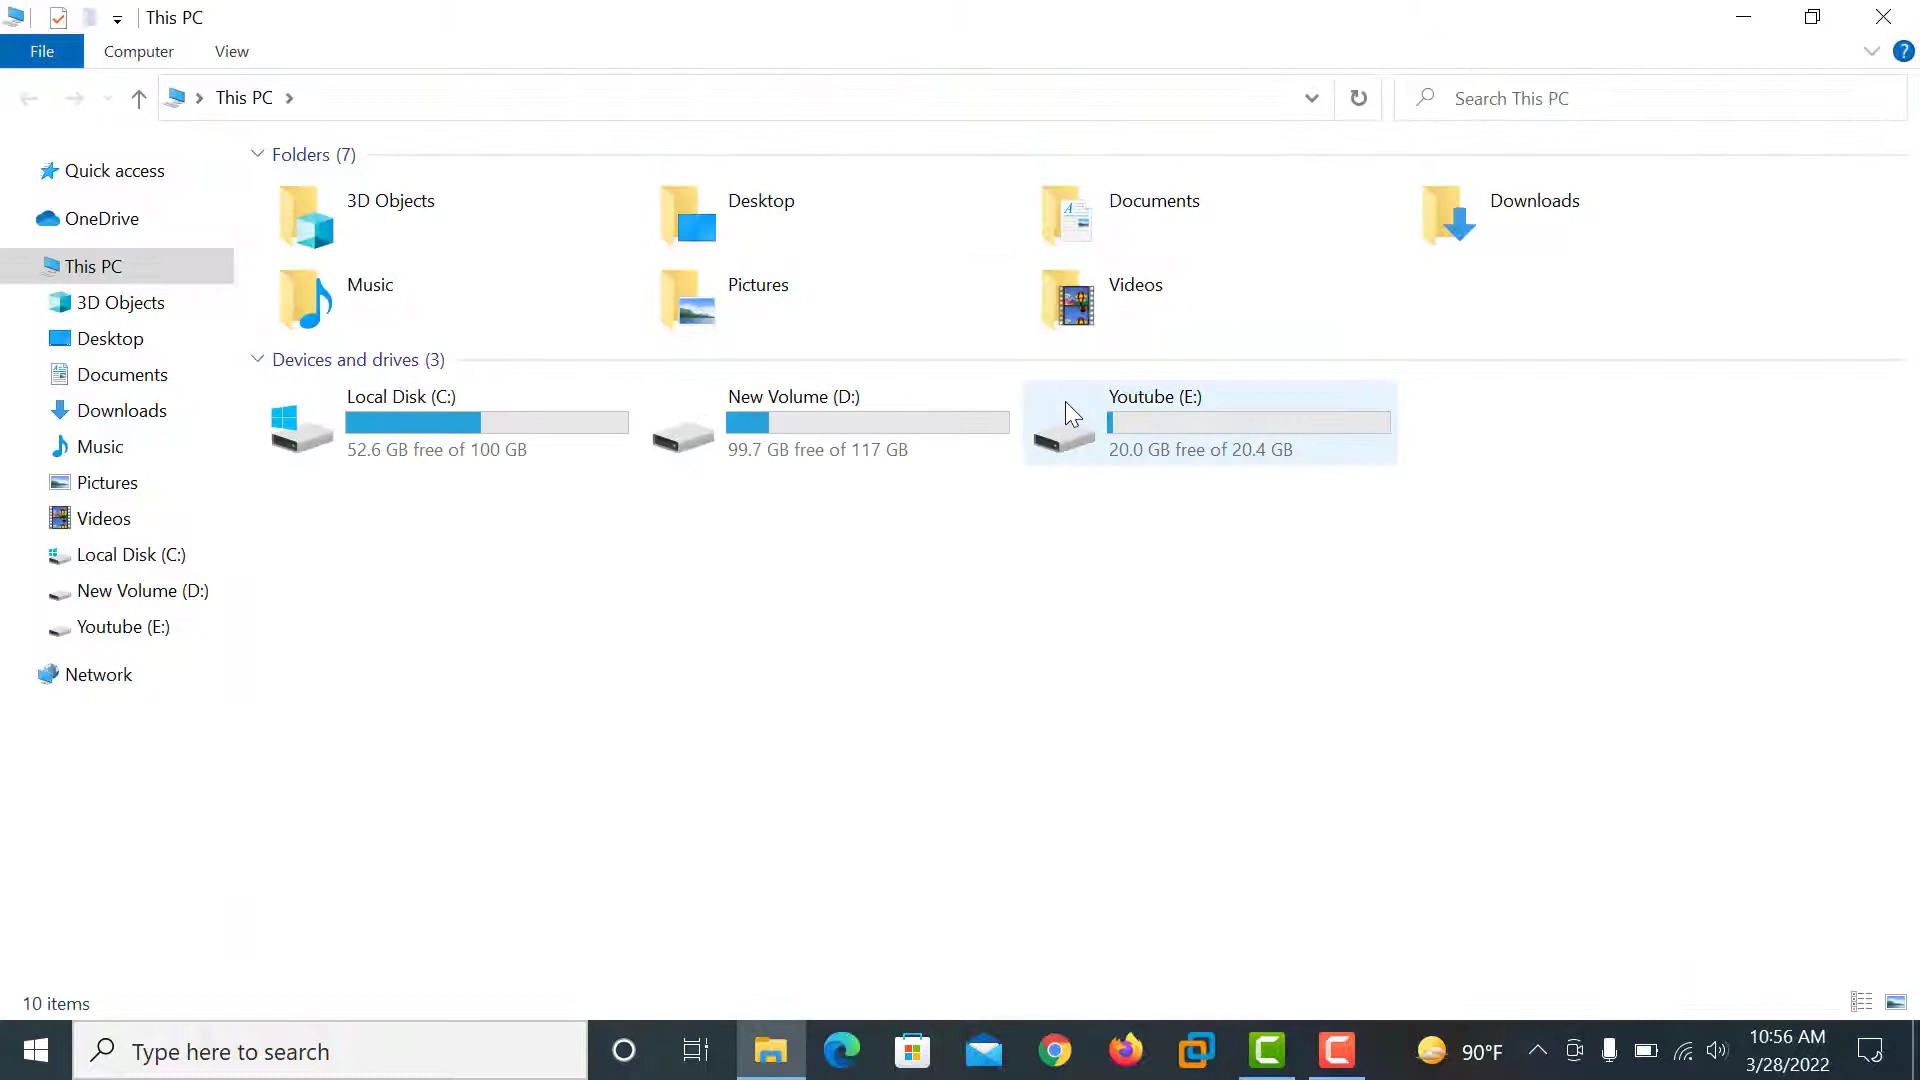 This PC
File Computer View
This PC
Search This PC
Quick access
OneDrive
This PC
3D Objects
Desktop
Documents
Downloads
Music
Pictures
Videos
Local Disk (C:)
New Volume (D:)
Youtube (E:)
Network
Folders (7)
3D Objects
Desktop
Documents
Downloads
Music
Pictures
Videos
Devices and drives (3)
Local Disk (C:)
52.6 GB free of 100 GB
New Volume (D:)
99.7 GB free of 117 GB
Youtube (E:)
20.0 GB free of 20.4 GB
10 items
Type here to search
90°F
10:56 AM
3/28/2022